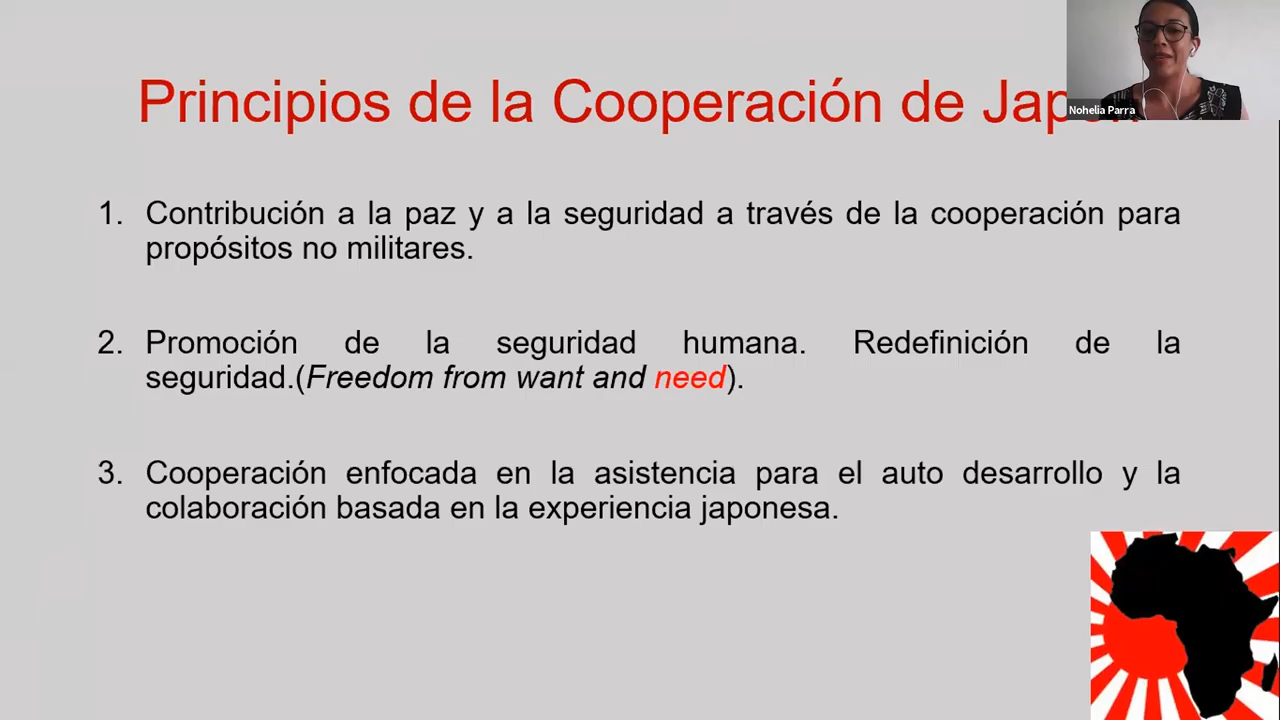 Principios de la Cooperación de Jap
Nohelia Parra
1. Contribución a la paz y a la seguridad a través de la cooperación para
propósitos no militares.
2. Promoción de la seguridad humana. Redefinición de la
seguridad.(Freedom from want and need).
3. Cooperación enfocada en la asistencia para el auto desarrollo y la
colaboración basada en la experiencia japonesa.